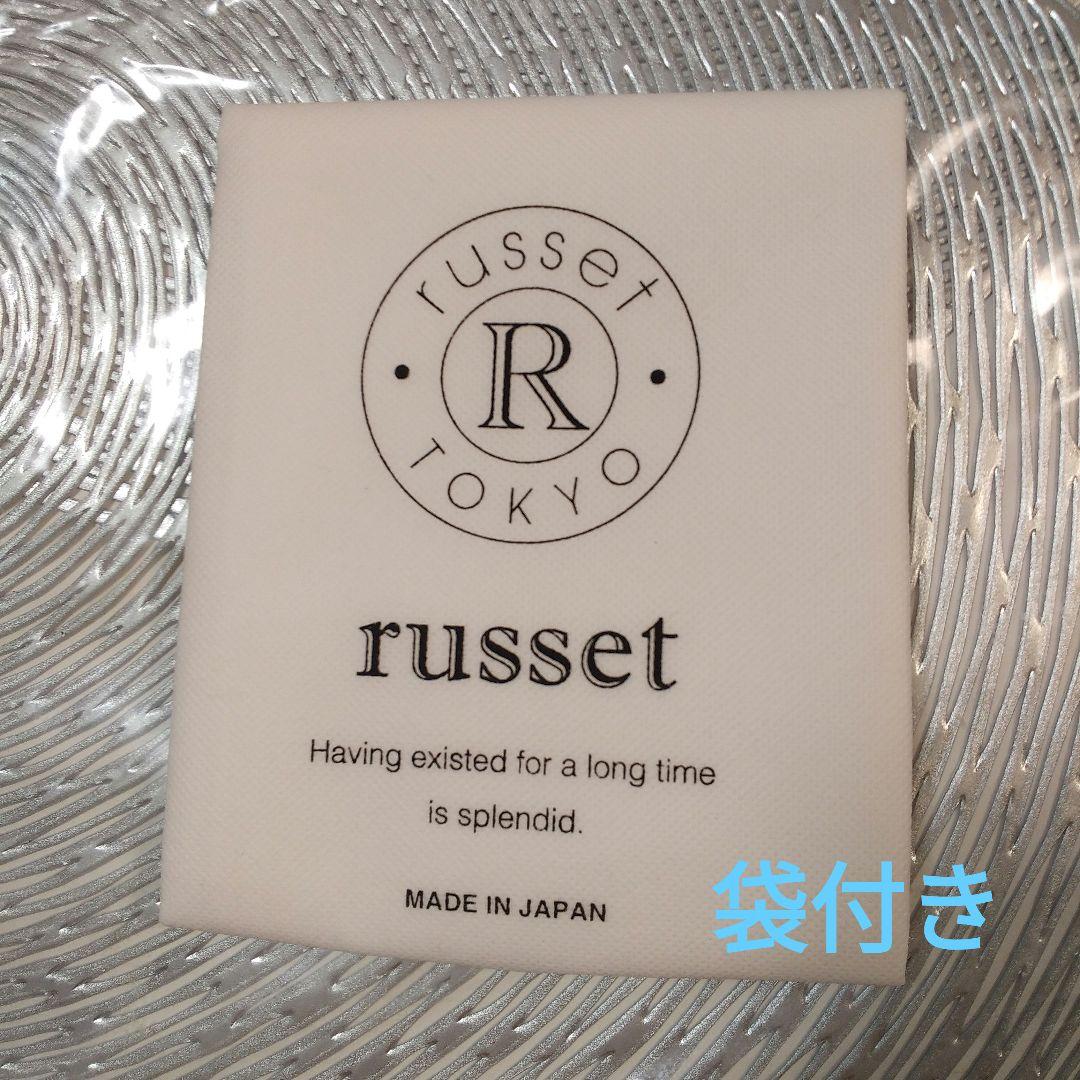 russet
R
TOKYO
russet
Having existed for a long time
is splendid.
MADE IN JAPAN
袋付き